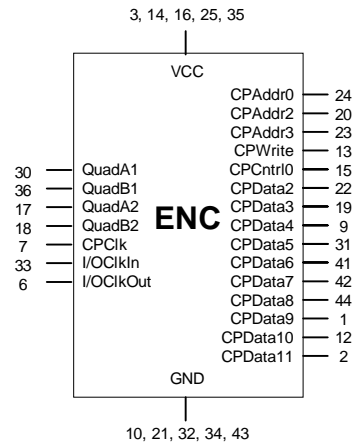 3, 14, 16, 25, 35
VCC
CPAddr0 24
CPAddr2 20
CPAddr3 23
CPWrite 13
30 QuadA1 CPCntrl0 15
36 QuadB1 CPData2 22
17 QuadA2 CPData3 19
18 QuadB2 ENC CPData4 9
7 CPClk CPData5 31
33 I/OClkIn CPData6 41
6 I/OClkOut CPData7 42
CPData8 44
CPData9 1
CPData10 12
CPData11 2
GND
10, 21, 32, 34, 43